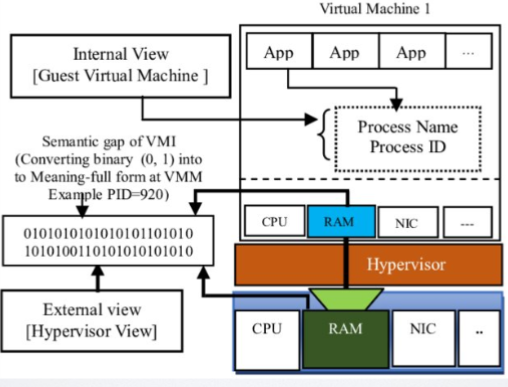 Virtual Machine 1
Internal View
[Guest Virtual Machine ]
App App App ...
Process Name
Process ID
Semantic gap of VMI
(Converting binary (0, 1) into
to Meaning-full form at VMM
Example PID=920)
CPU RAM NIC ---
0101010101010101101010
1010100110101010101010
Hypervisor
External view
[Hypervisor View]
CPU RAM NIC ..